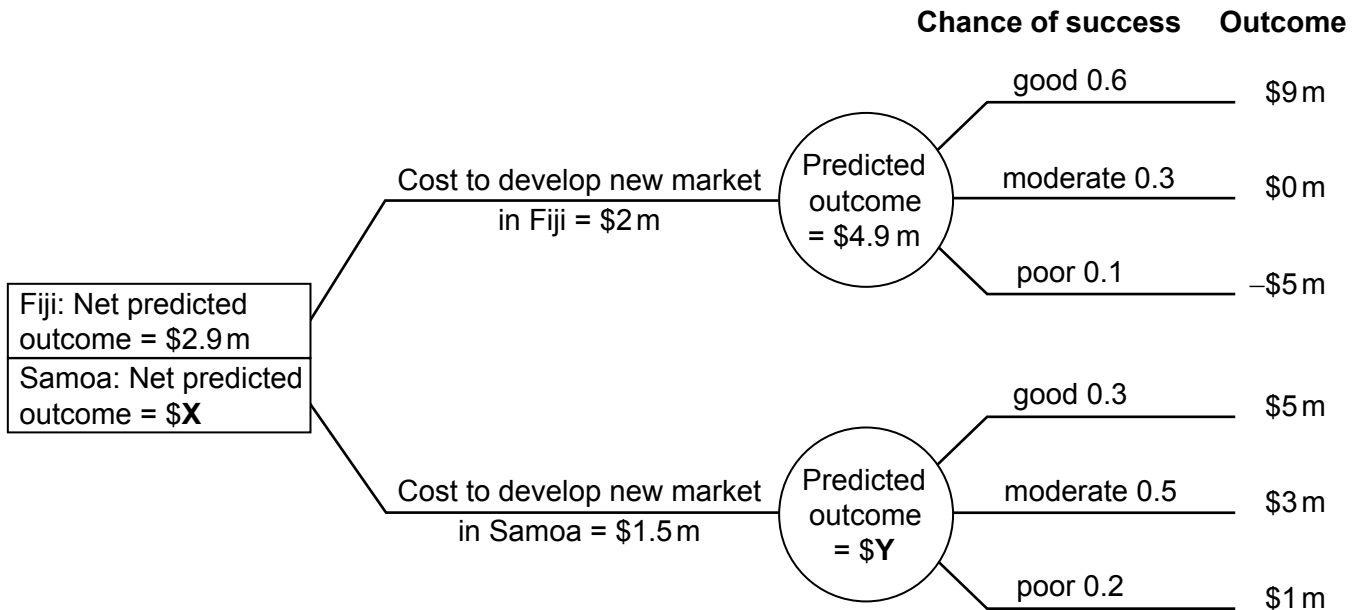 Chance of success Outcome
good 0.6 $9 m
Cost to develop new market
in Fiji = $2 m
Predicted
outcome
= $4.9 m
moderate 0.3 $0 m
poor 0.1 –$5 m
Fiji: Net predicted
outcome = $2.9 m
Samoa: Net predicted
outcome = $X
good 0.3 $5 m
Cost to develop new market
in Samoa = $1.5 m
Predicted
outcome
= $Y
moderate 0.5 $3 m
poor 0.2 $1 m